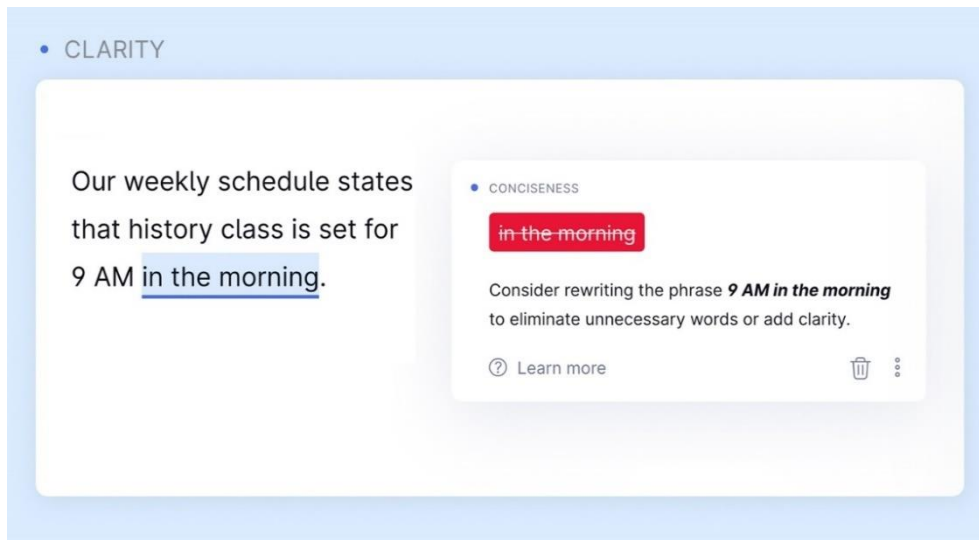 CLARITY
Our weekly schedule states
that history class is set for
9 AM in the morning.
CONCISENESS
in the morning
Consider rewriting the phrase 9 AM in the morning
to eliminate unnecessary words or add clarity.
Learn more